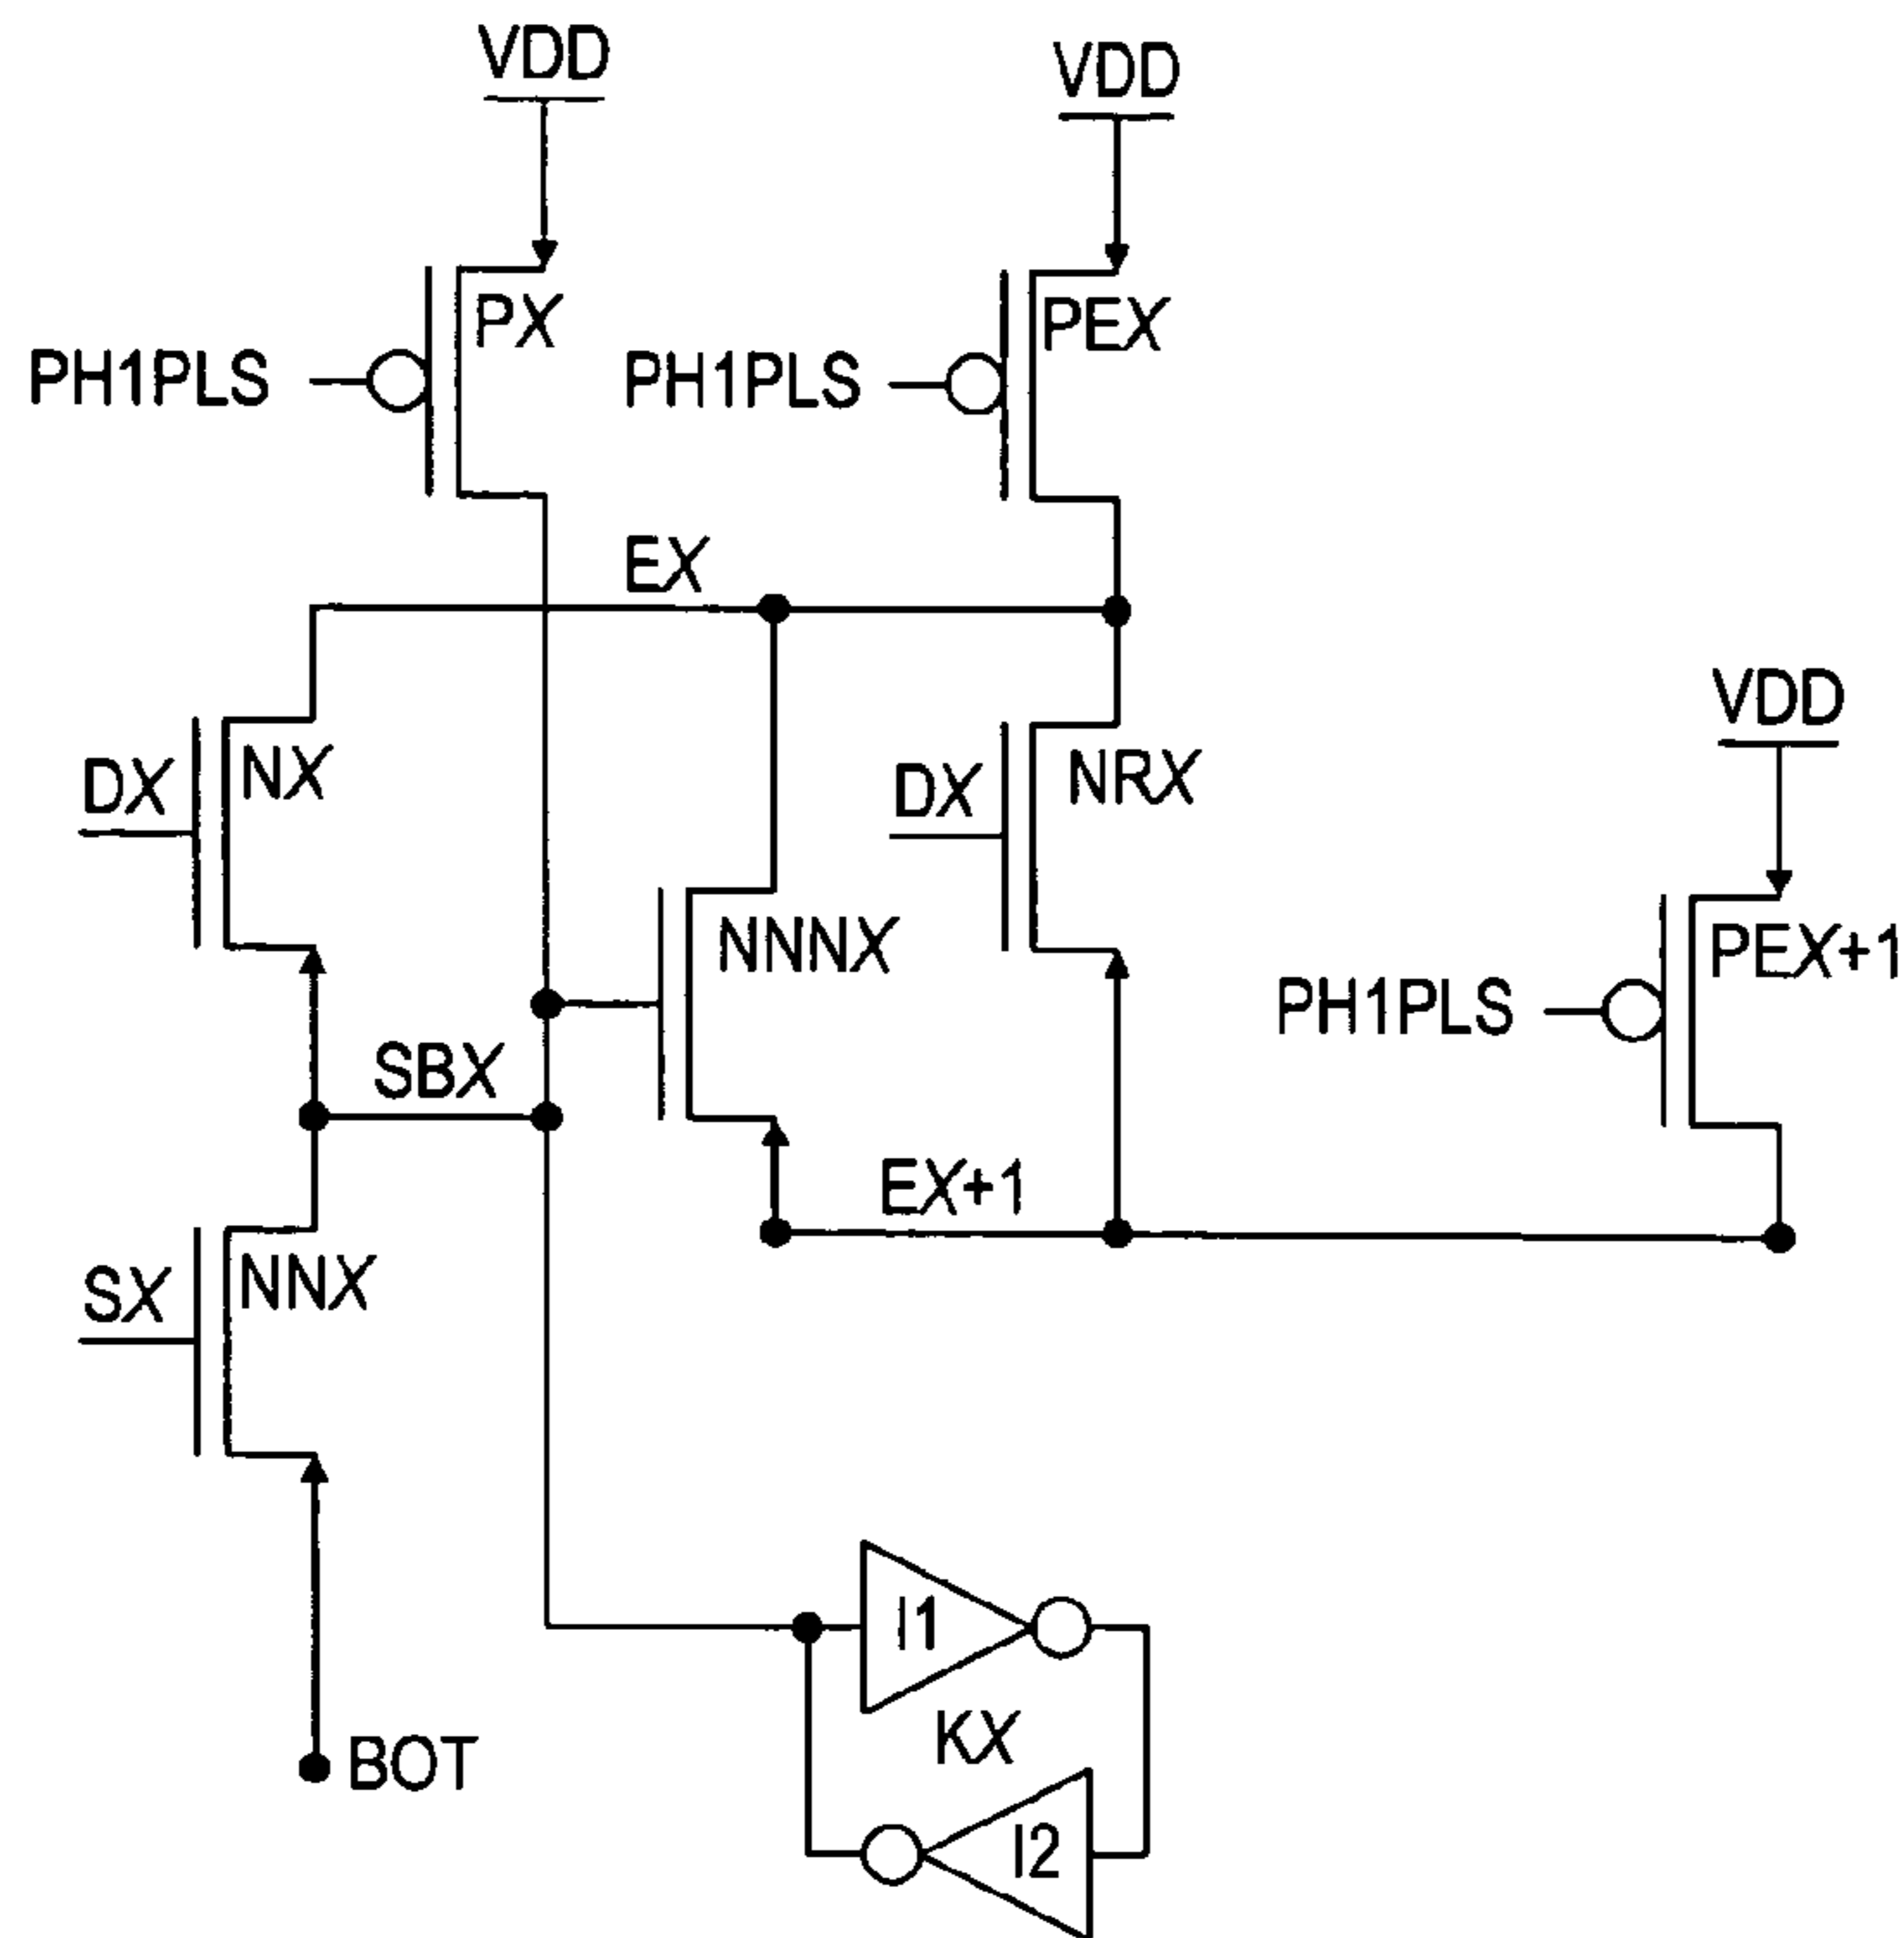 VDD
VDD
PX
PEX
PH1PLS
PH1PLS
EX
VDD
DX
NX
DX
NRX
NNNX
PEX+1
PH1PLS
SBX
EX+1
SX
NNX
I1
KX
BOT
I2